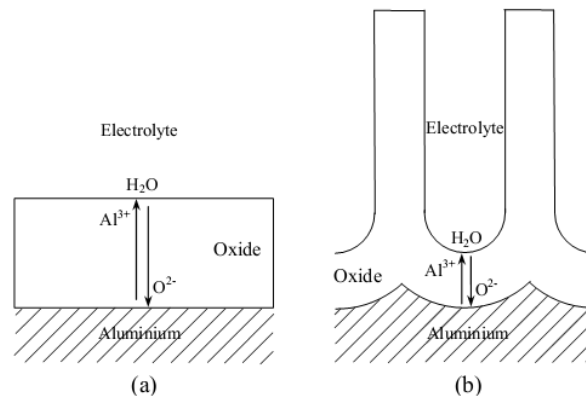 Electrolyte
H₂O
Al³⁺
Oxide
O²⁻
Aluminium
(a)
Electrolyte
H₂O
Al³⁺
Oxide
O²⁻
Aluminium
(b)